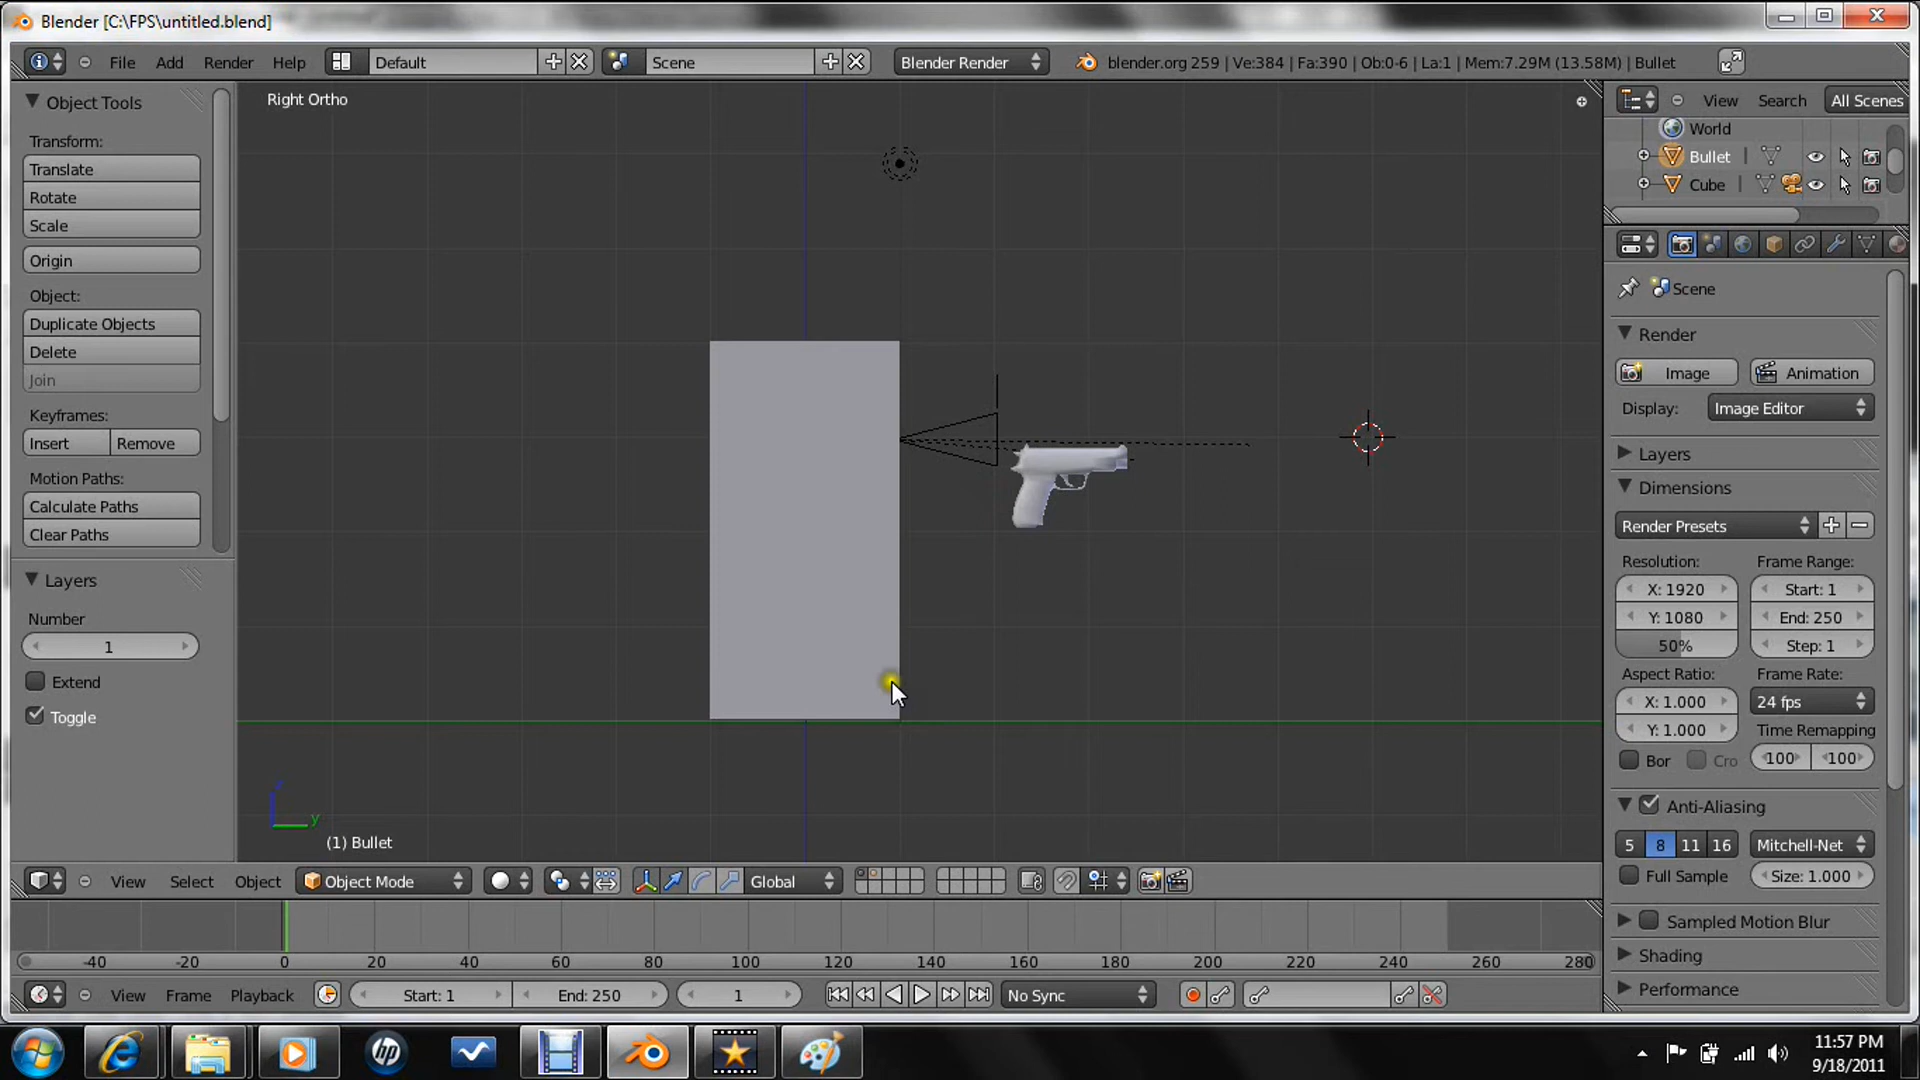 Blender [C:\FPS\untitled.blend]
File Add Render Help Default Scene Blender Render blender.org 259 | Ve:384 | Fa:390 | Ob:0-6 | La:1 | Mem:7.29M (13.58M) | Bullet
Object Tools
Transform:
Translate
Rotate
Scale
Origin
Object:
Duplicate Objects
Delete
Join
Keyframes:
Insert Remove
Motion Paths:
Calculate Paths
Clear Paths
Layers
Number
1
Extend
Toggle
Right Ortho
z
y
(1) Bullet
View Search All Scenes
World
Bullet
Cube
Scene
Render
Image Animation
Display: Image Editor
Layers
Dimensions
Render Presets
Resolution: Frame Range:
X: 1920 Start: 1
Y: 1080 End: 250
50% Step: 1
Aspect Ratio: Frame Rate:
X: 1.000 24 fps
Y: 1.000 Time Remapping
Bor Cro 100 100
Anti-Aliasing
5 8 11 16 Mitchell-Net
Full Sample Size: 1.000
Sampled Motion Blur
Shading
Performance
View Select Object Object Mode Global
-40 -20 0 20 40 60 80 100 120 140 160 180 200 220 240 260 280
View Frame Playback Start: 1 End: 250 1 No Sync
hp
11:57 PM
9/18/2011